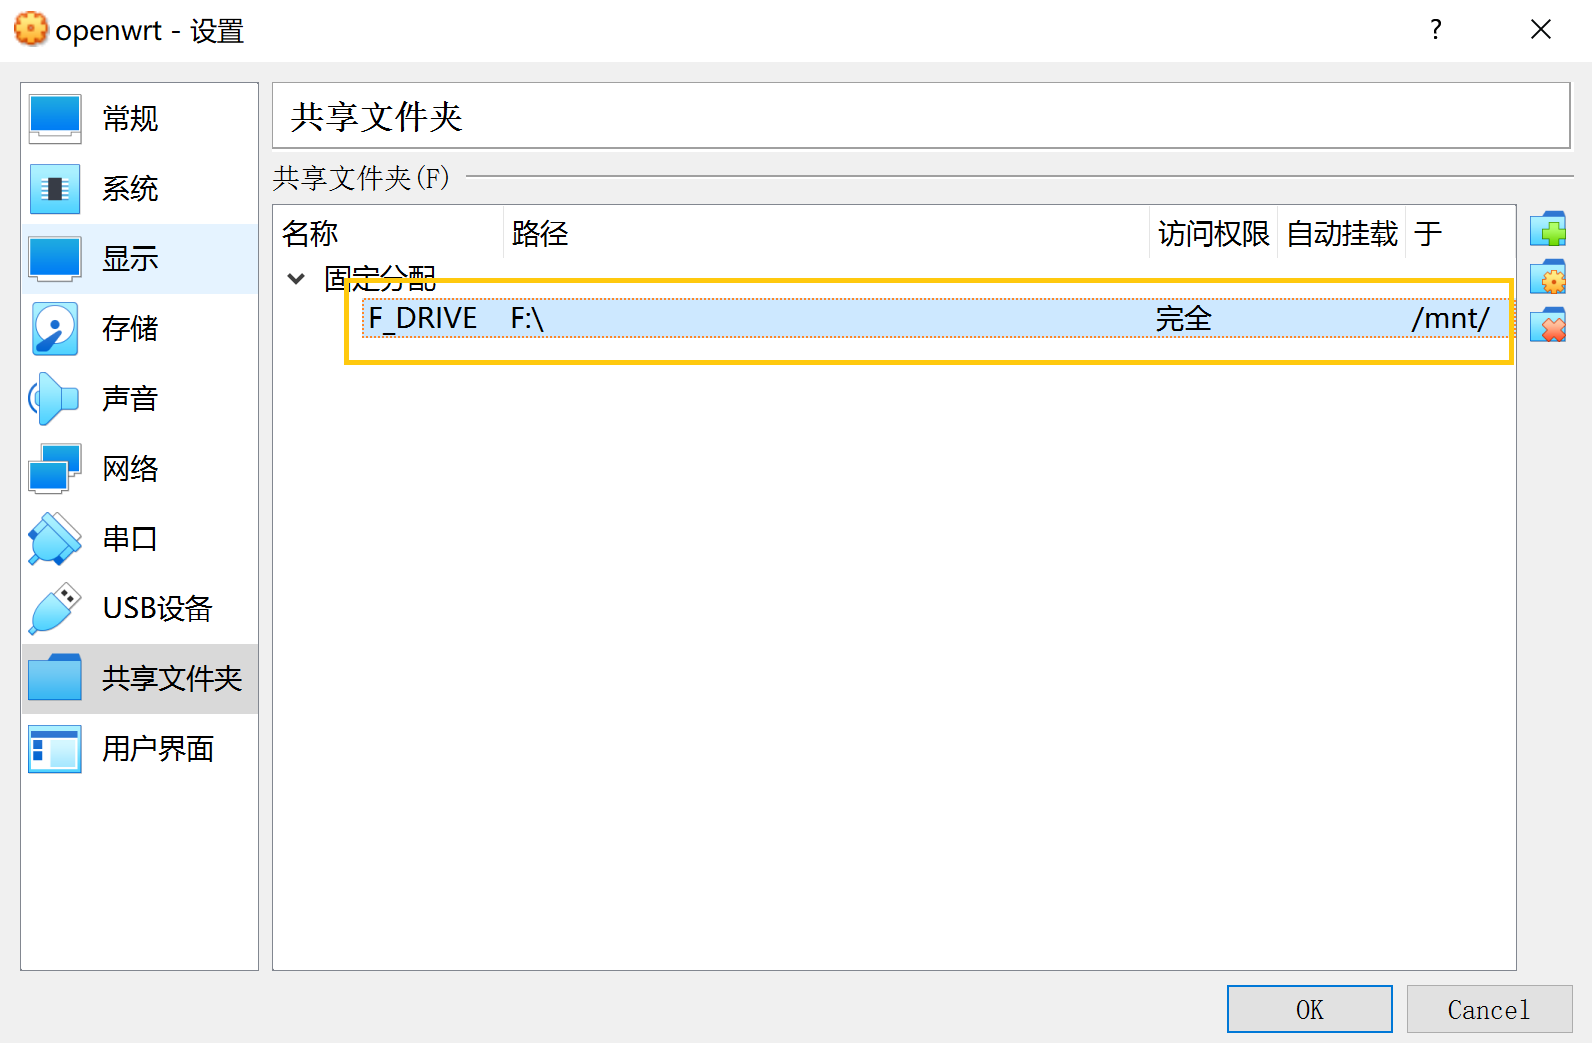 openwrt - 设置
?
常规
系统
显示
存储
声音
网络
串口
USB设备
共享文件夹
用户界面
共享文件夹
共享文件夹(F)
名称 路径 访问权限 自动挂载 于
固定分配
F_DRIVE F:\ 完全 /mnt/
OK Cancel